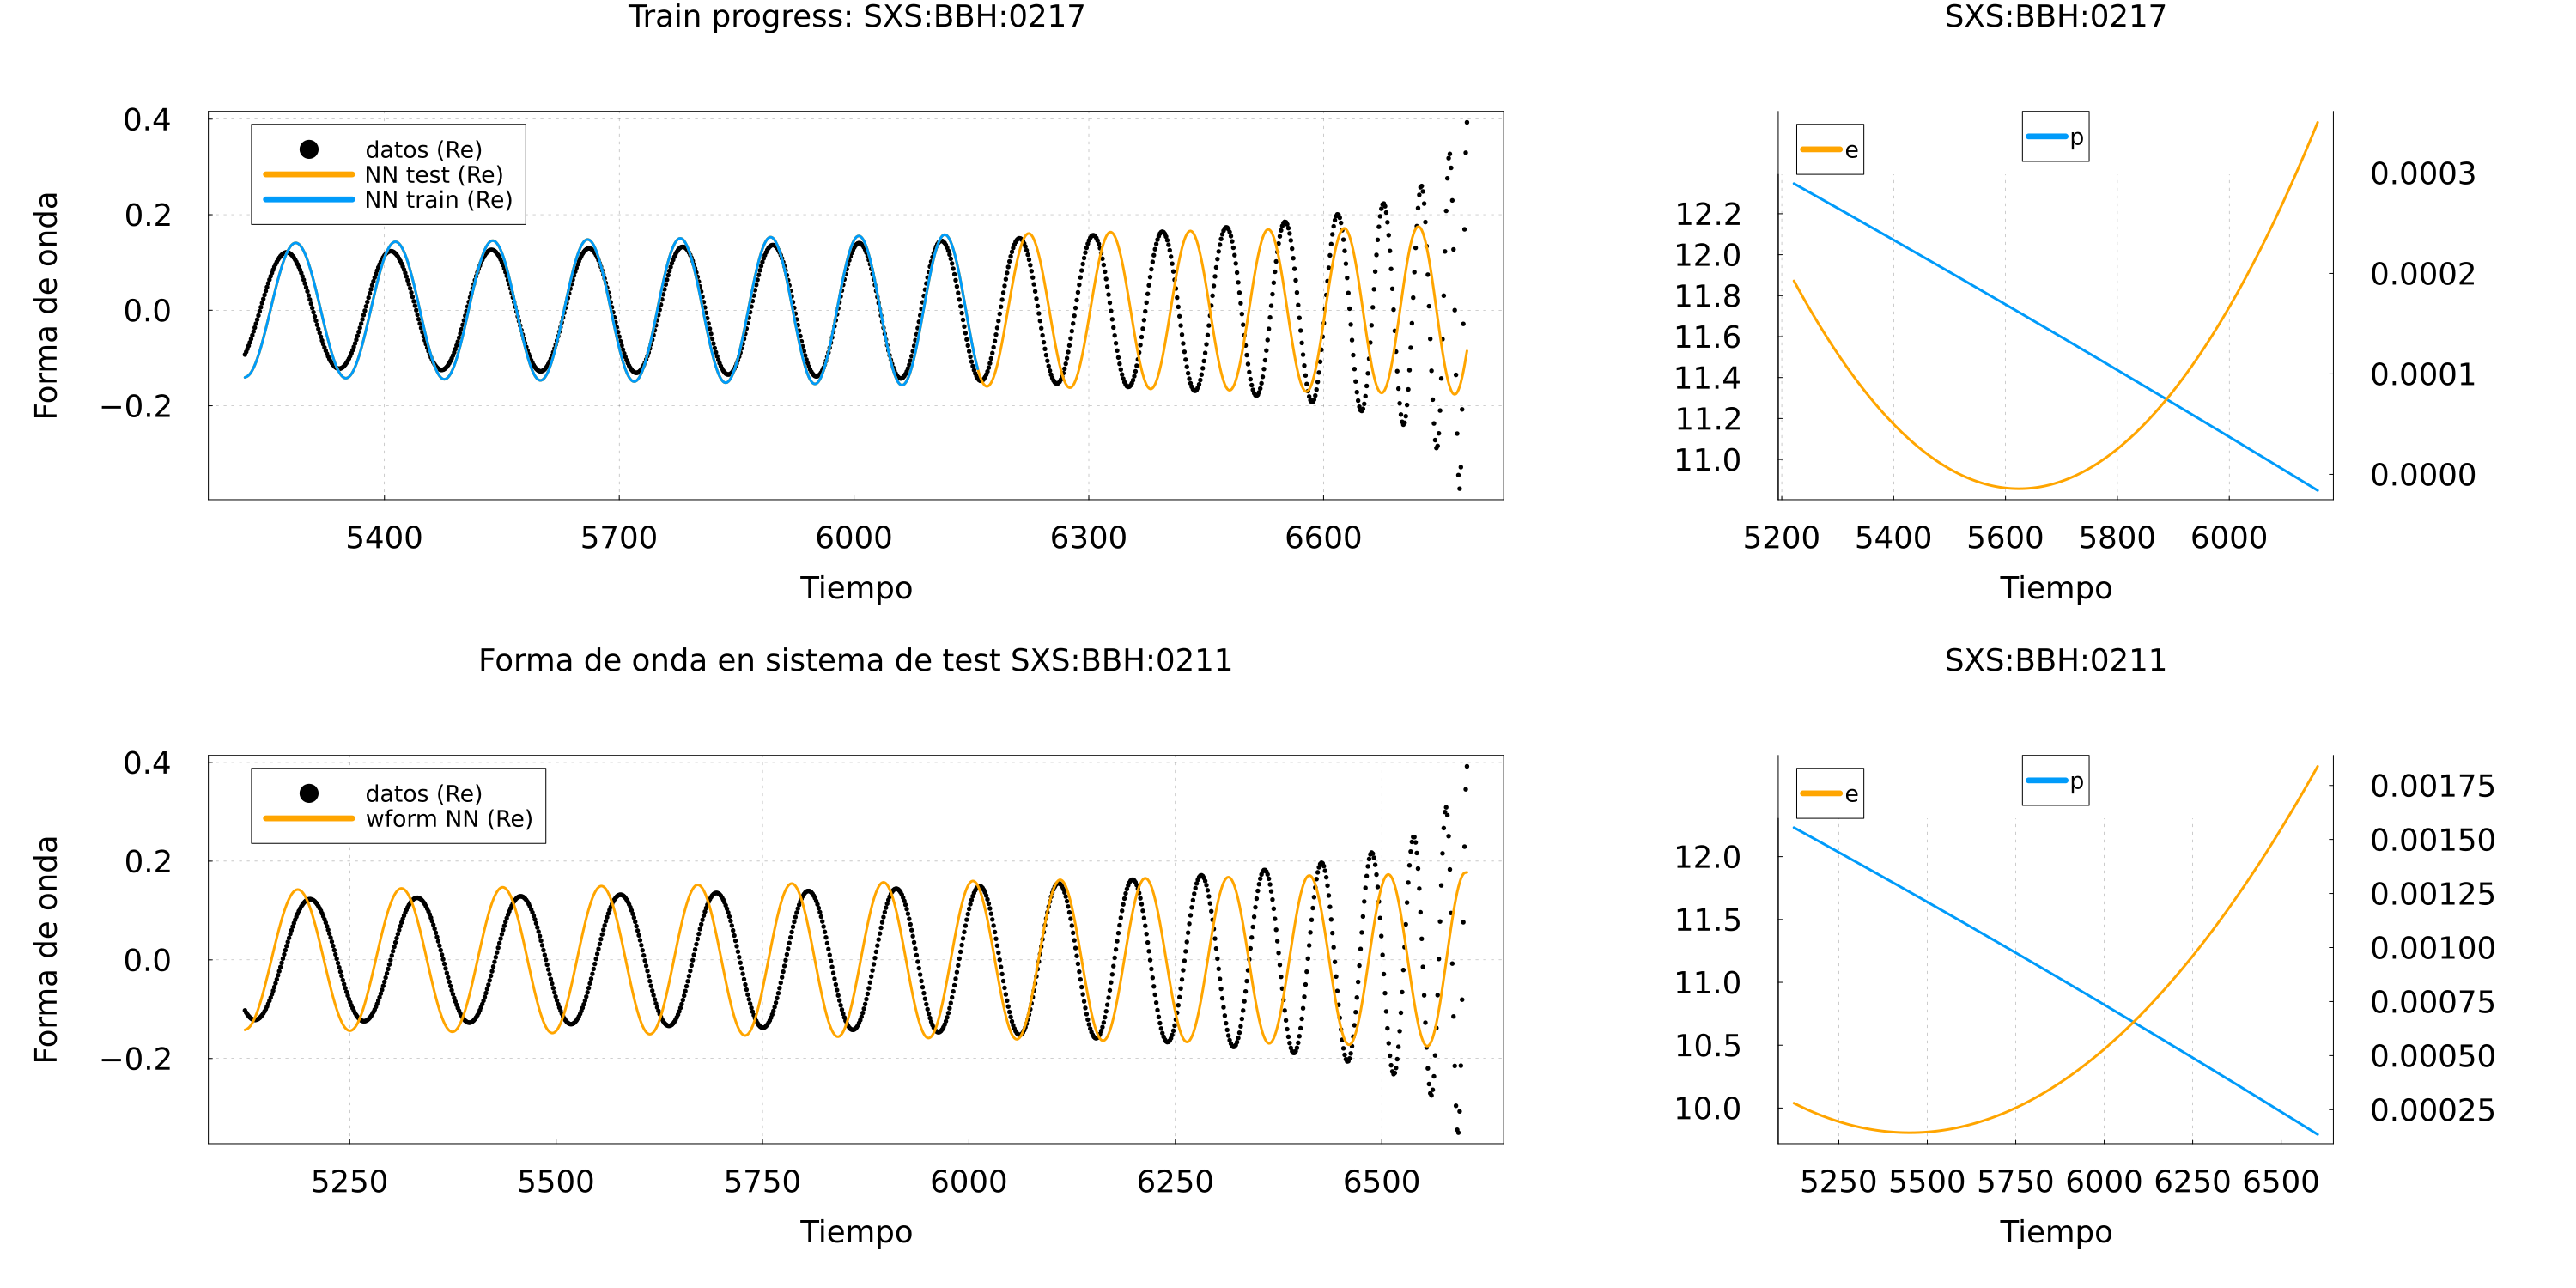 Train progress: SXS:BBH:0217
0.4
0.2
0.0
−0.2
Forma de onda
datos (Re)
NN test (Re)
NN train (Re)
5400 5700 6000 6300 6600
Tiempo
SXS:BBH:0217
e
p
12.2
12.0
11.8
11.6
11.4
11.2
11.0
0.0003
0.0002
0.0001
0.0000
5200 5400 5600 5800 6000
Tiempo
Forma de onda en sistema de test SXS:BBH:0211
0.4
0.2
0.0
−0.2
Forma de onda
datos (Re)
wform NN (Re)
5250 5500 5750 6000 6250 6500
Tiempo
SXS:BBH:0211
e
p
12.0
11.5
11.0
10.5
10.0
0.00175
0.00150
0.00125
0.00100
0.00075
0.00050
0.00025
5250 5500 5750 6000 6250 6500
Tiempo